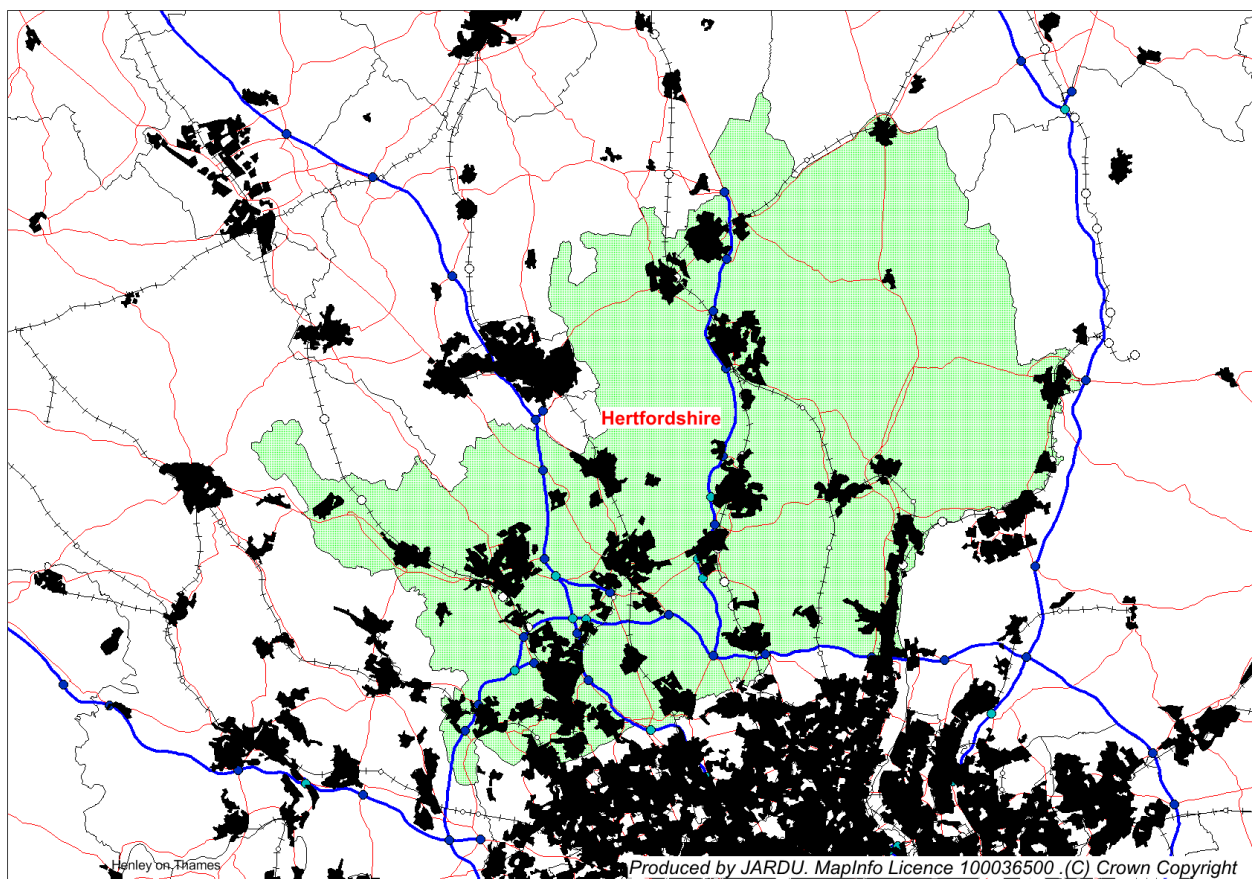 Hertfordshire
Henley on Thames
Produced by JARDU. MapInfo Licence 100036500 .(C) Crown Copyright